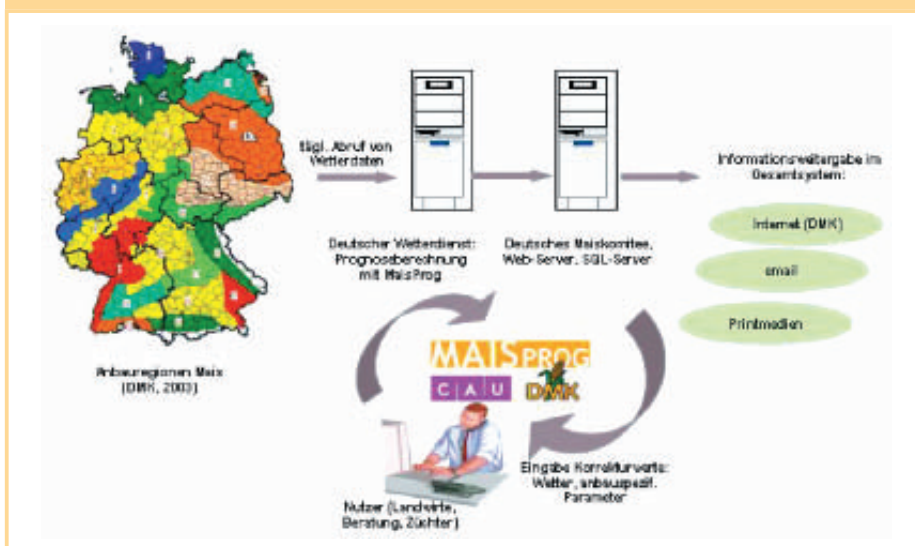 tägl. Abruf von
Wetterdaten
Informationsweitergabe im
Gesamtsystem:
Internet (DMK)
email
Printmedien
Deutscher Wetterdienst:
Prognoseberechnung
mit MaisProg
Deutsches Maiskomitee,
Web-Server, SQL-Server
Anbauregionen Mais
(DMK, 2003)
MAISPROG
CAU DMK
Eingabe Korrekturwerte:
Wetter, anbauspezif.
Parameter
Nutzer (Landwirte,
Beratung, Züchter)